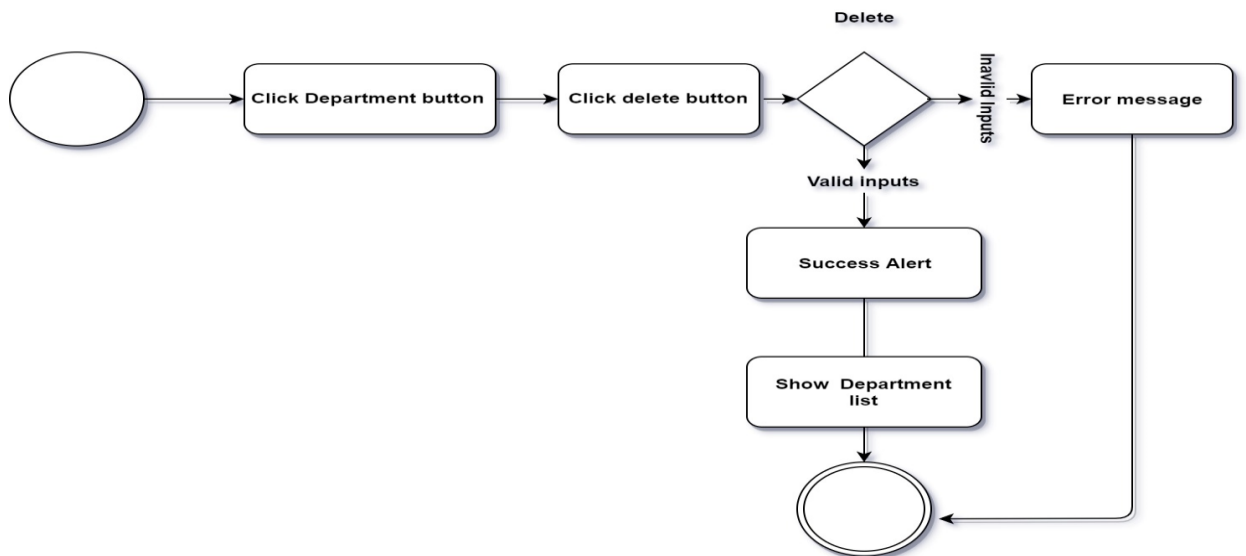 Delete
Click Department button
Click delete button
Inavlid Inputs
Error message
Valid inputs
Success Alert
Show Department
list